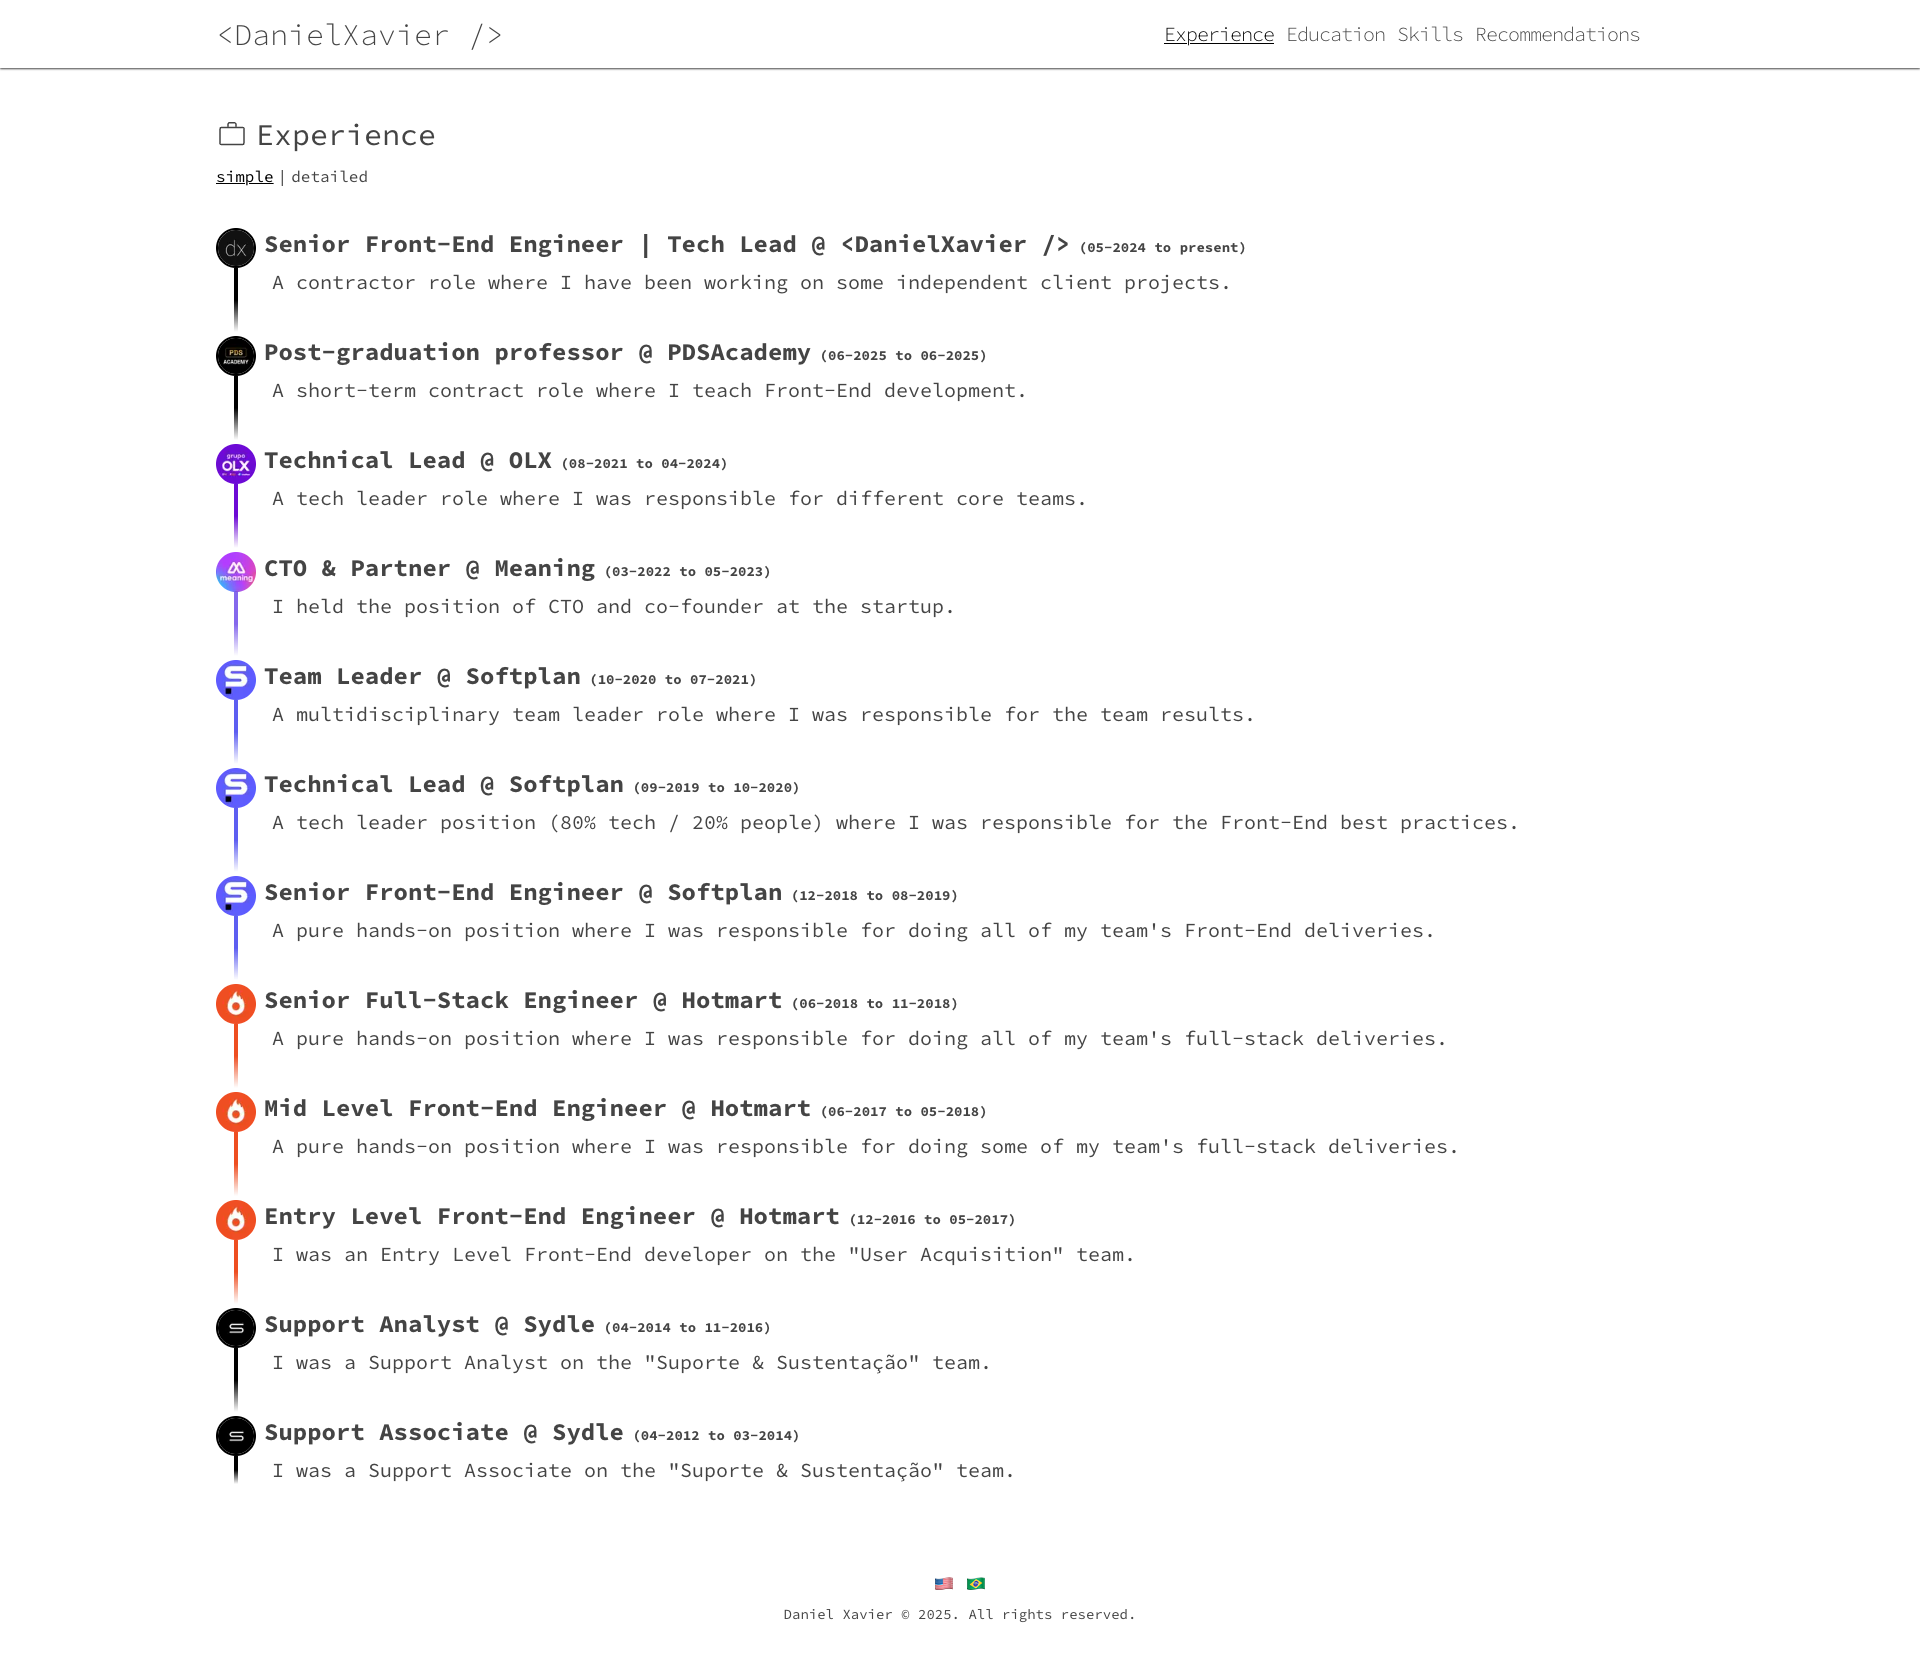 <DanielXavier />
Experience Education Skills Recommendations
Experience
simple | detailed
dx
Senior Front-End Engineer | Tech Lead @ <DanielXavier /> (05-2024 to present)
A contractor role where I have been working on some independent client projects.
PDS
ACADEMY
Post-graduation professor @ PDSAcademy (06-2025 to 06-2025)
A short-term contract role where I teach Front-End development.
grupo
OLX
Technical Lead @ OLX (08-2021 to 04-2024)
A tech leader role where I was responsible for different core teams.
meaning
CTO & Partner @ Meaning (03-2022 to 05-2023)
I held the position of CTO and co-founder at the startup.
Team Leader @ Softplan (10-2020 to 07-2021)
A multidisciplinary team leader role where I was responsible for the team results.
Technical Lead @ Softplan (09-2019 to 10-2020)
A tech leader position (80% tech / 20% people) where I was responsible for the Front-End best practices.
Senior Front-End Engineer @ Softplan (12-2018 to 08-2019)
A pure hands-on position where I was responsible for doing all of my team's Front-End deliveries.
Senior Full-Stack Engineer @ Hotmart (06-2018 to 11-2018)
A pure hands-on position where I was responsible for doing all of my team's full-stack deliveries.
Mid Level Front-End Engineer @ Hotmart (06-2017 to 05-2018)
A pure hands-on position where I was responsible for doing some of my team's full-stack deliveries.
Entry Level Front-End Engineer @ Hotmart (12-2016 to 05-2017)
I was an Entry Level Front-End developer on the "User Acquisition" team.
Support Analyst @ Sydle (04-2014 to 11-2016)
I was a Support Analyst on the "Suporte & Sustentação" team.
Support Associate @ Sydle (04-2012 to 03-2014)
I was a Support Associate on the "Suporte & Sustentação" team.
Daniel Xavier © 2025. All rights reserved.